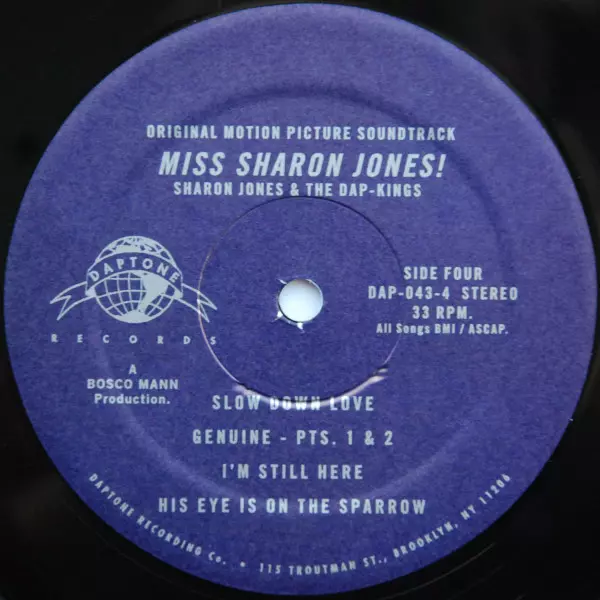 ORIGINAL MOTION PICTURE SOUNDTRACK
MISS SHARON JONES!
SHARON JONES & THE DAP-KINGS
DAPTONE
RECORDS
A
BOSCO MANN
Production.
SIDE FOUR
DAP-043-4 STEREO
33 RPM.
All Songs BMI / ASCAP.
SLOW DOWN LOVE
GENUINE - PTS. 1 & 2
I'M STILL HERE
HIS EYE IS ON THE SPARROW
DAPTONE RECORDING Co. • 115 TROUTMAN ST., BROOKLYN, NY 11206